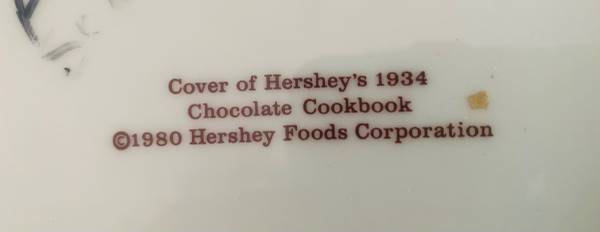 Cover of Hershey's 1934
Chocolate Cookbook
©1980 Hershey Foods Corporation